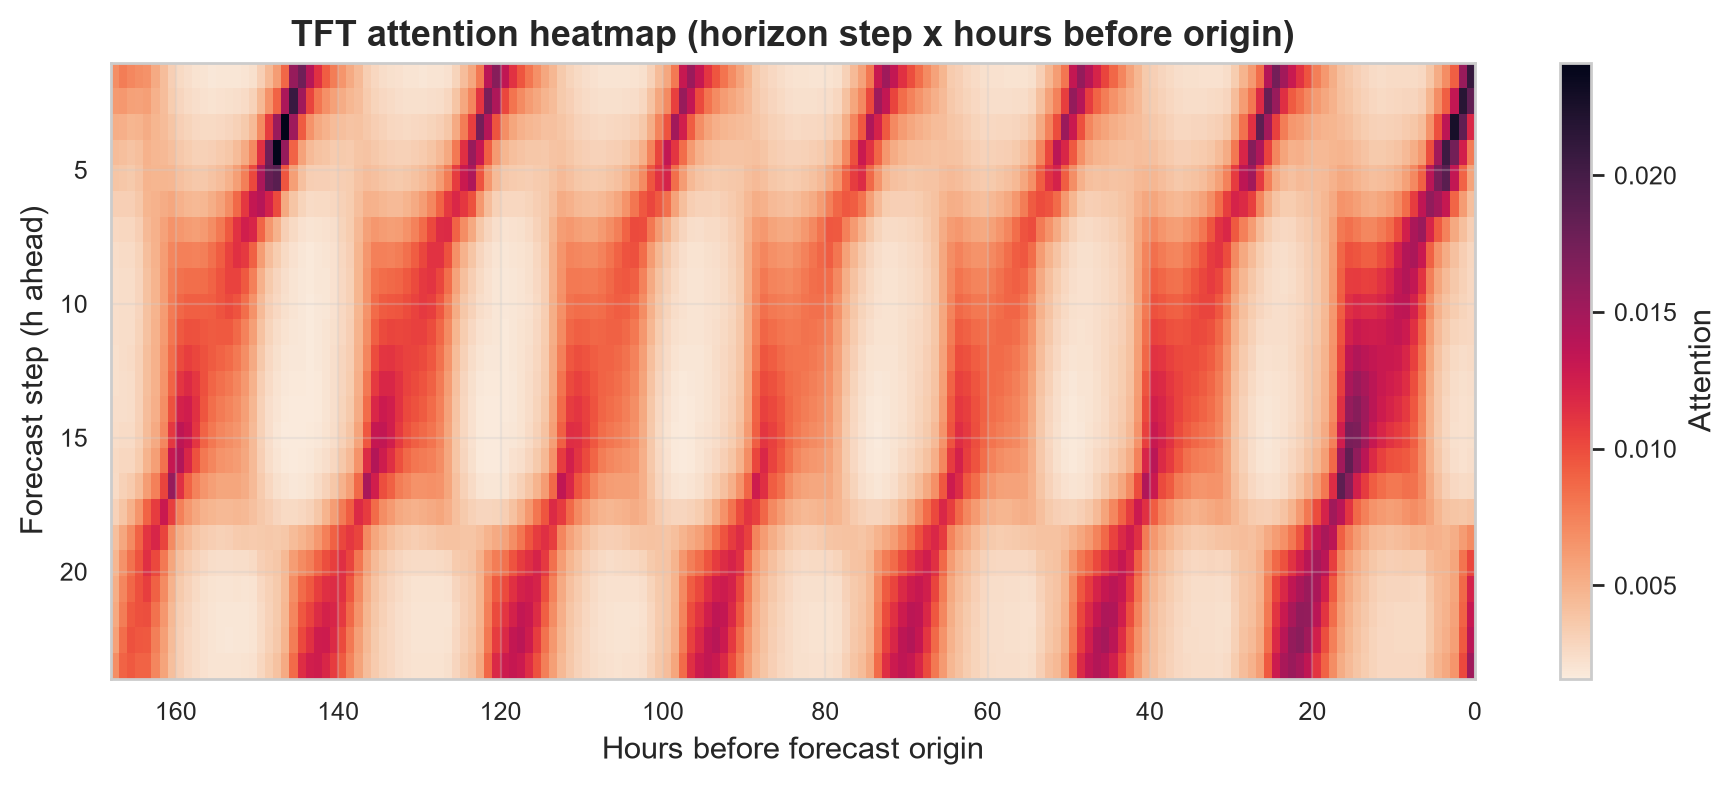 TFT attention heatmap (horizon step x hours before origin)
Forecast step (h ahead)
5
10
15
20
160 140 120 100 80 60 40 20 0
Hours before forecast origin
0.020
0.015
0.010
0.005
Attention